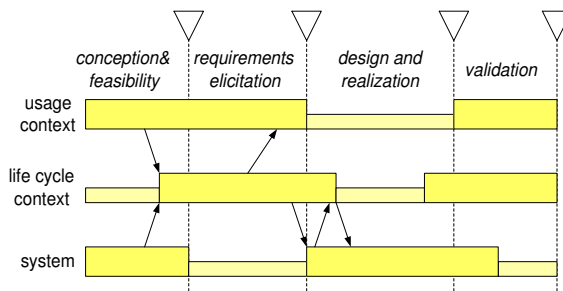 conception&
feasibility
requirements
elicitation
design and
realization
validation
usage
context
life cycle
context
system